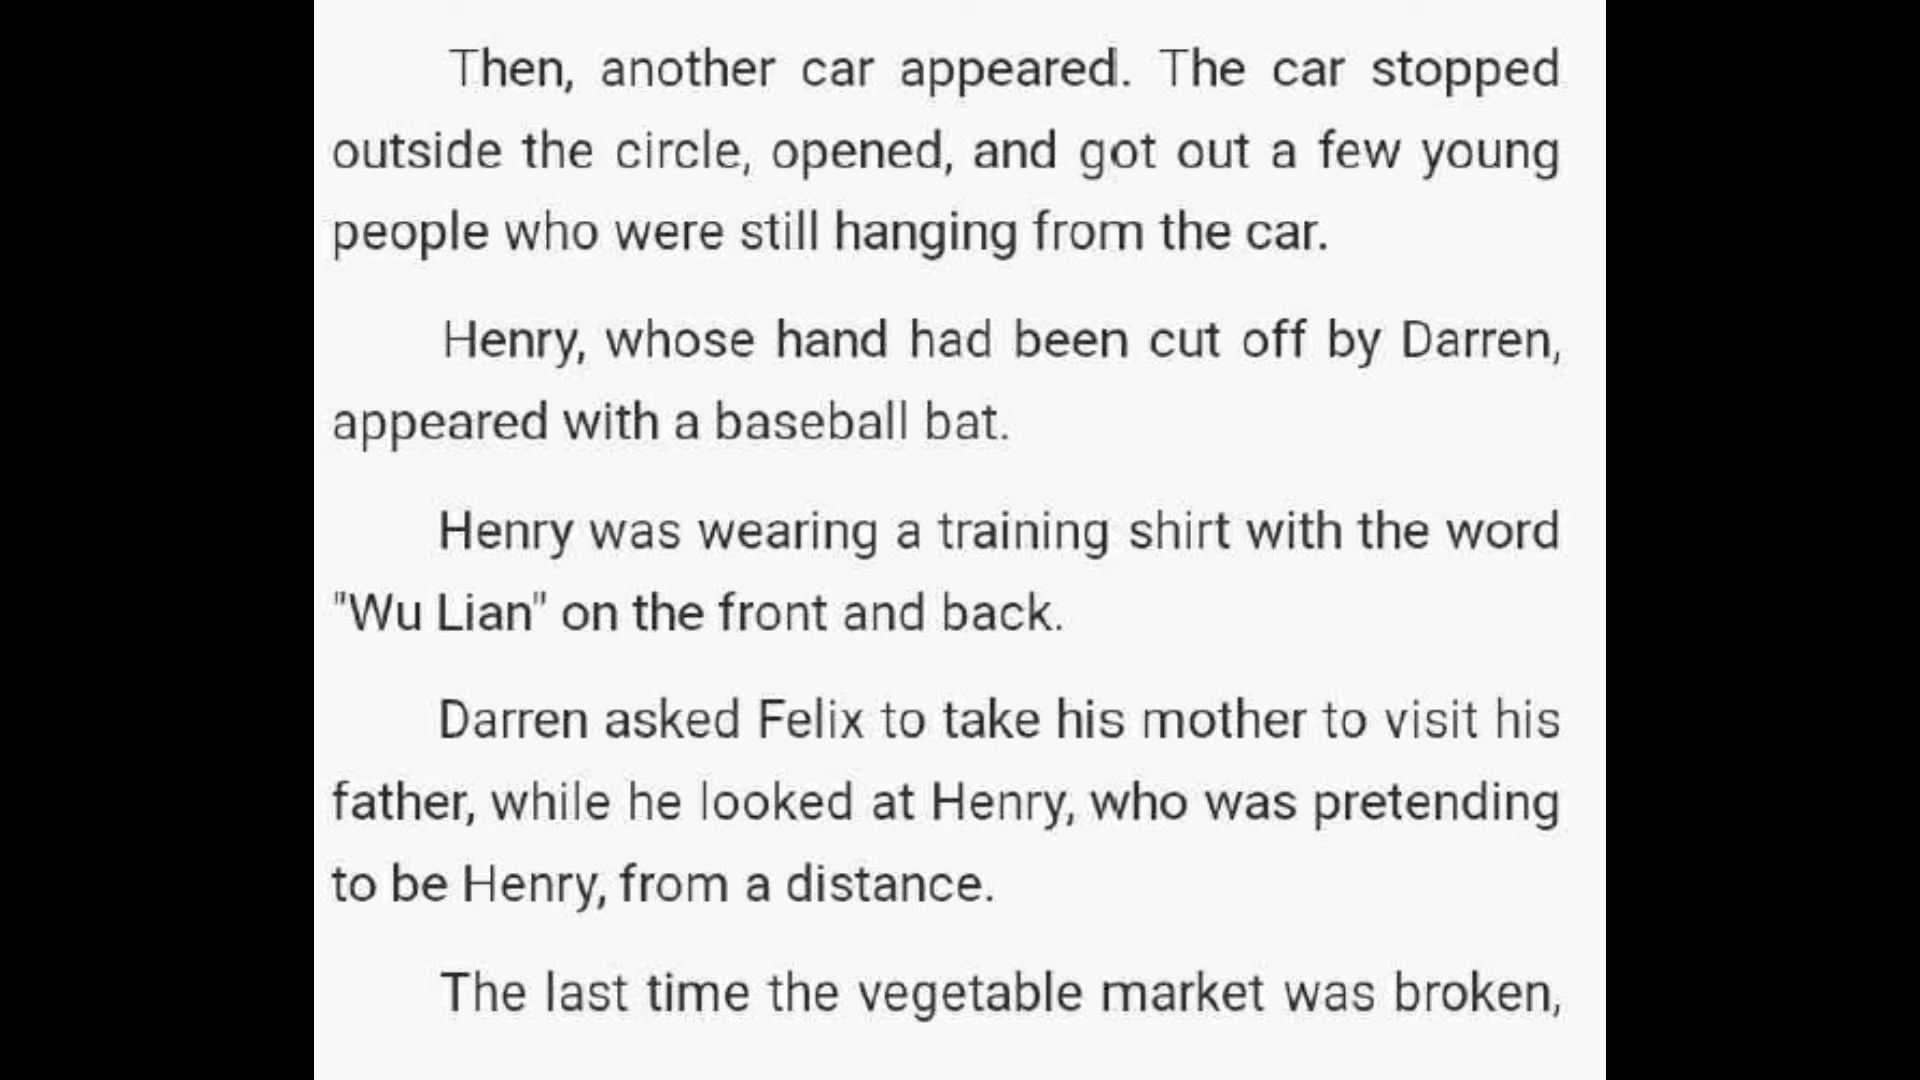 Then, another car appeared. The car stopped
outside the circle, opened, and got out a few young
people who were still hanging from the car.
Henry, whose hand had been cut off by Darren,
appeared with a baseball bat.
Henry was wearing a training shirt with the word
"Wu Lian" on the front and back.
Darren asked Felix to take his mother to visit his
father, while he looked at Henry, who was pretending
to be Henry, from a distance.
The last time the vegetable market was broken,